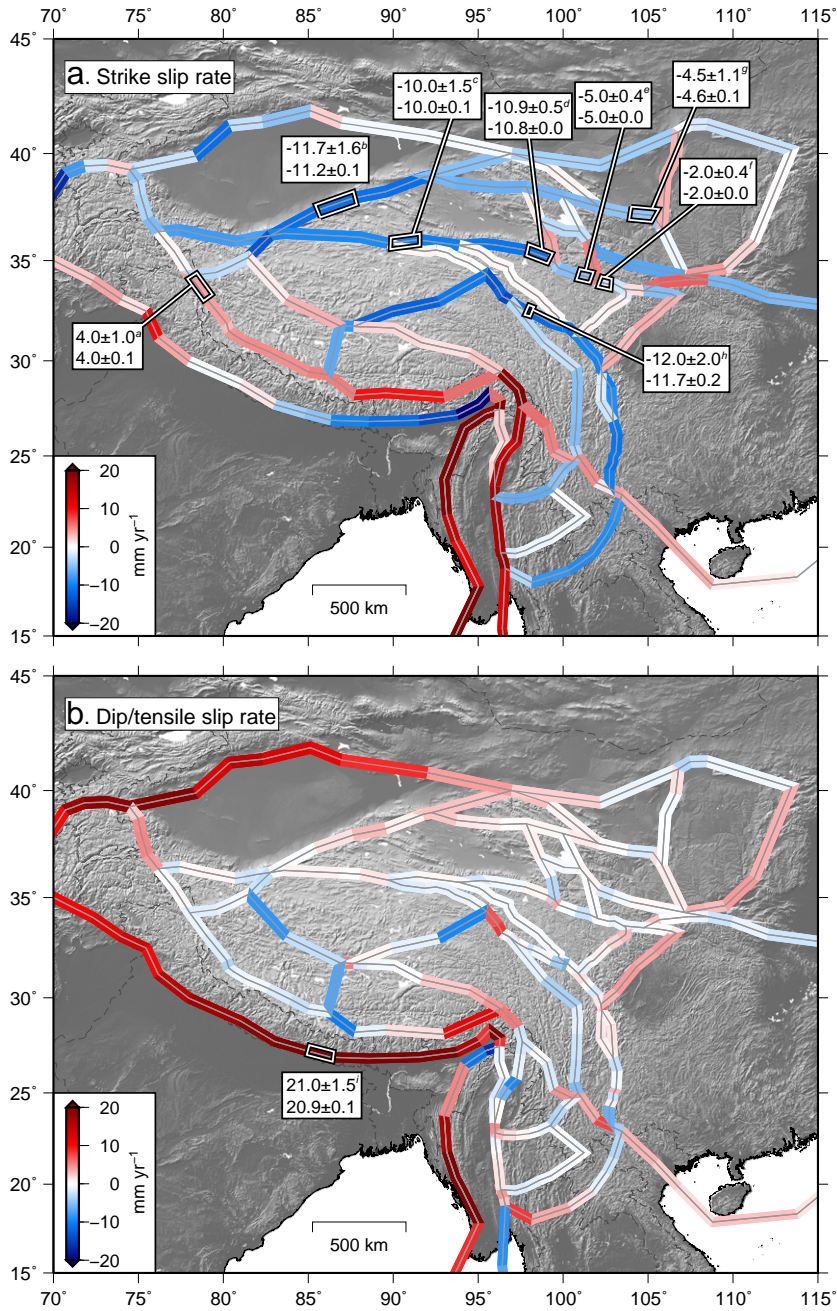 70˚ 75˚ 80˚ 85˚ 90˚ 95˚ 100˚ 105˚ 110˚ 115˚
45˚
40˚
35˚
30˚
25˚
20˚
15˚
a. Strike slip rate
-10.0±1.5c
-10.0±0.1
-4.5±1.1g
-4.6±0.1
-10.9±0.5d
-10.8±0.0
-5.0±0.4e
-5.0±0.0
-11.7±1.6b
-11.2±0.1
-2.0±0.4f
-2.0±0.0
4.0±1.0a
4.0±0.1
-12.0±2.0h
-11.7±0.2
20
10
0
−10
−20
mm yr−1
500 km
45˚
40˚
35˚
30˚
25˚
20˚
15˚
b. Dip/tensile slip rate
21.0±1.5i
20.9±0.1
20
10
0
−10
−20
mm yr−1
500 km
70˚ 75˚ 80˚ 85˚ 90˚ 95˚ 100˚ 105˚ 110˚ 115˚